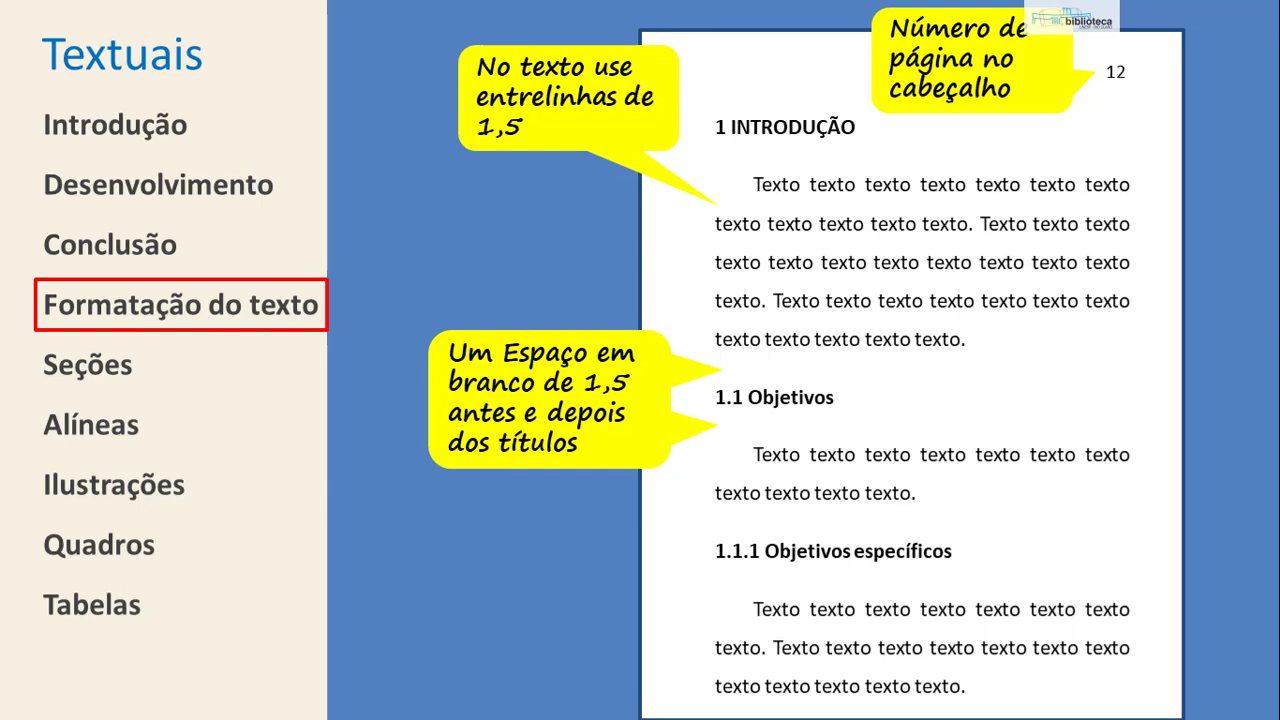 Textuais
Introdução
Desenvolvimento
Conclusão
Formatação do texto
Seções
Alíneas
Ilustrações
Quadros
Tabelas
No texto use
entrelinhas de
1,5
Número de
página no
cabeçalho
biblioteca
12
1 INTRODUÇÃO
Texto texto texto texto texto texto texto
texto texto texto texto texto. Texto texto texto
texto texto texto texto texto texto texto texto
texto. Texto texto texto texto texto texto texto
texto texto texto texto texto.
Um Espaço em
branco de 1,5
antes e depois
dos títulos
1.1 Objetivos
Texto texto texto texto texto texto texto
texto texto texto texto.
1.1.1 Objetivos específicos
Texto texto texto texto texto texto texto
texto. Texto texto texto texto texto texto texto
texto texto texto texto texto.